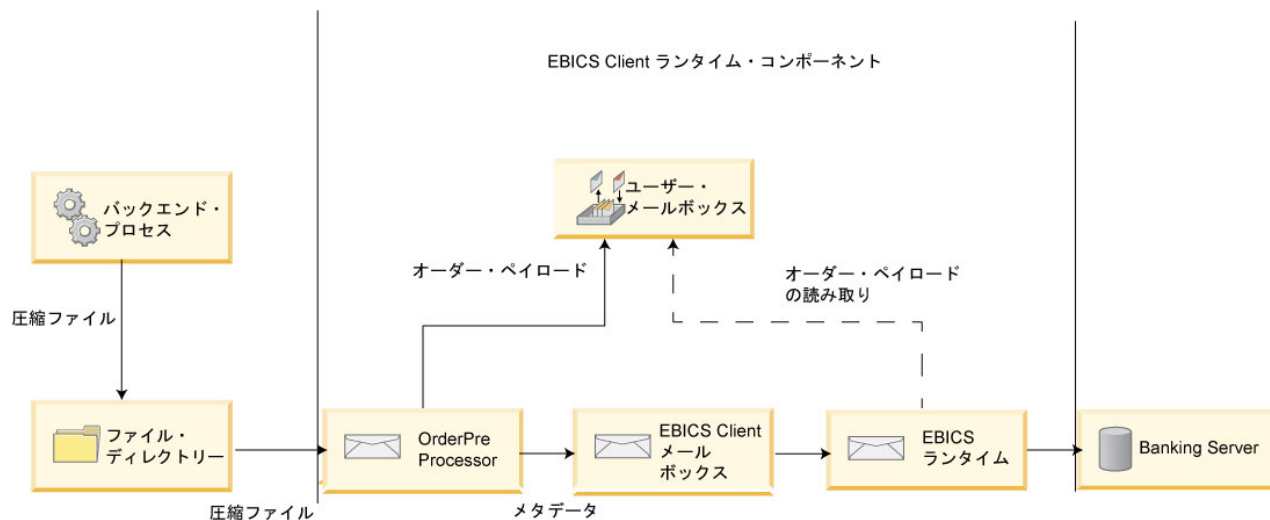 EBICS Client ランタイム・コンポーネント
バックエンド・
プロセス
ユーザー・
メールボックス
オーダー・ペイロード
オーダー・ペイロード
の読み取り
圧縮ファイル
ファイル・
ディレクトリー
OrderPre
Processor
EBICS Client
メール
ボックス
EBICS
ランタイム
Banking Server
圧縮ファイル
メタデータ